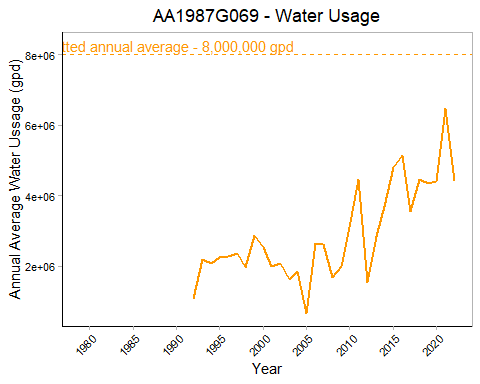 AA1987G069 - Water Usage
tted annual average - 8,000,000 gpd
8e+06
6e+06
4e+06
2e+06
Annual Average Water Ussage (gpd)
1980
1985
1990
1995
2000
2005
2010
2015
2020
Year